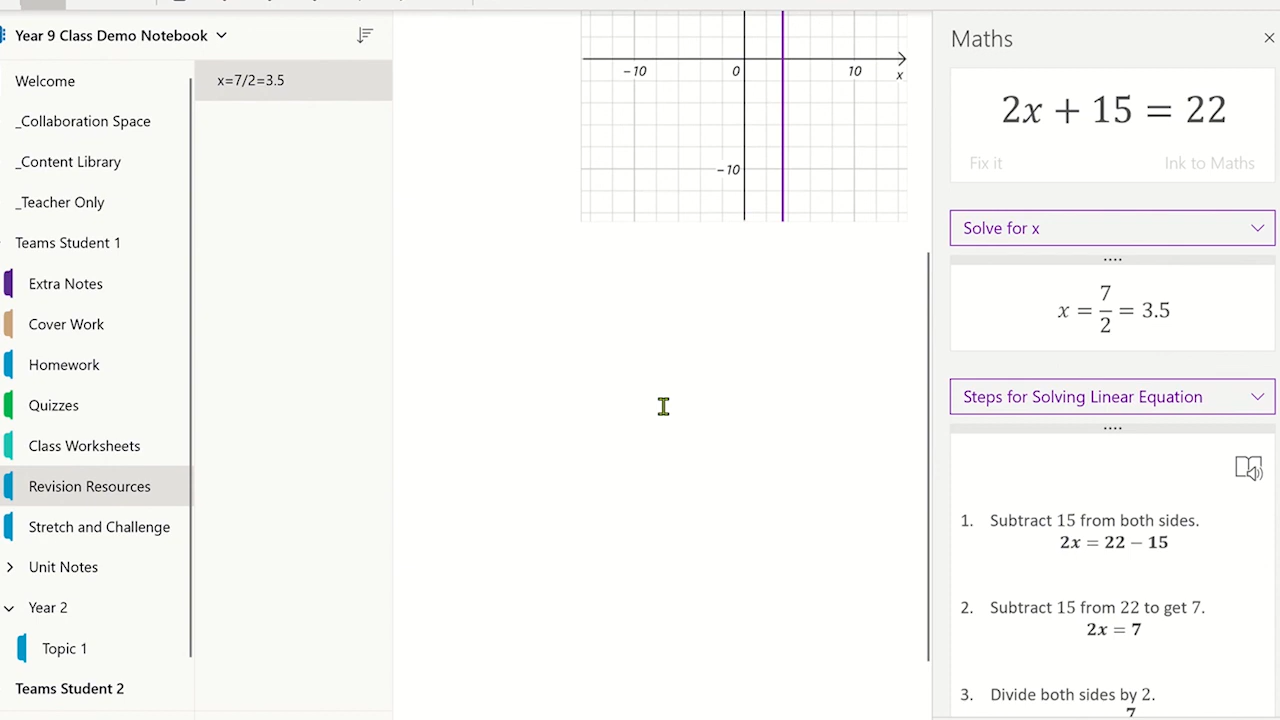 Year 9 Class Demo Notebook
Welcome
_Collaboration Space
_Content Library
_Teacher Only
Teams Student 1
Extra Notes
Cover Work
Homework
Quizzes
Class Worksheets
Revision Resources
Stretch and Challenge
Unit Notes
Year 2
Topic 1
Teams Student 2
x=7/2=3.5
−10 0 10 x
−10
Maths
2x + 15 = 22
Fix it Ink to Maths
Solve for x
x = 7/2 = 3.5
Steps for Solving Linear Equation
1. Subtract 15 from both sides.
2x = 22 − 15
2. Subtract 15 from 22 to get 7.
2x = 7
3. Divide both sides by 2.
7